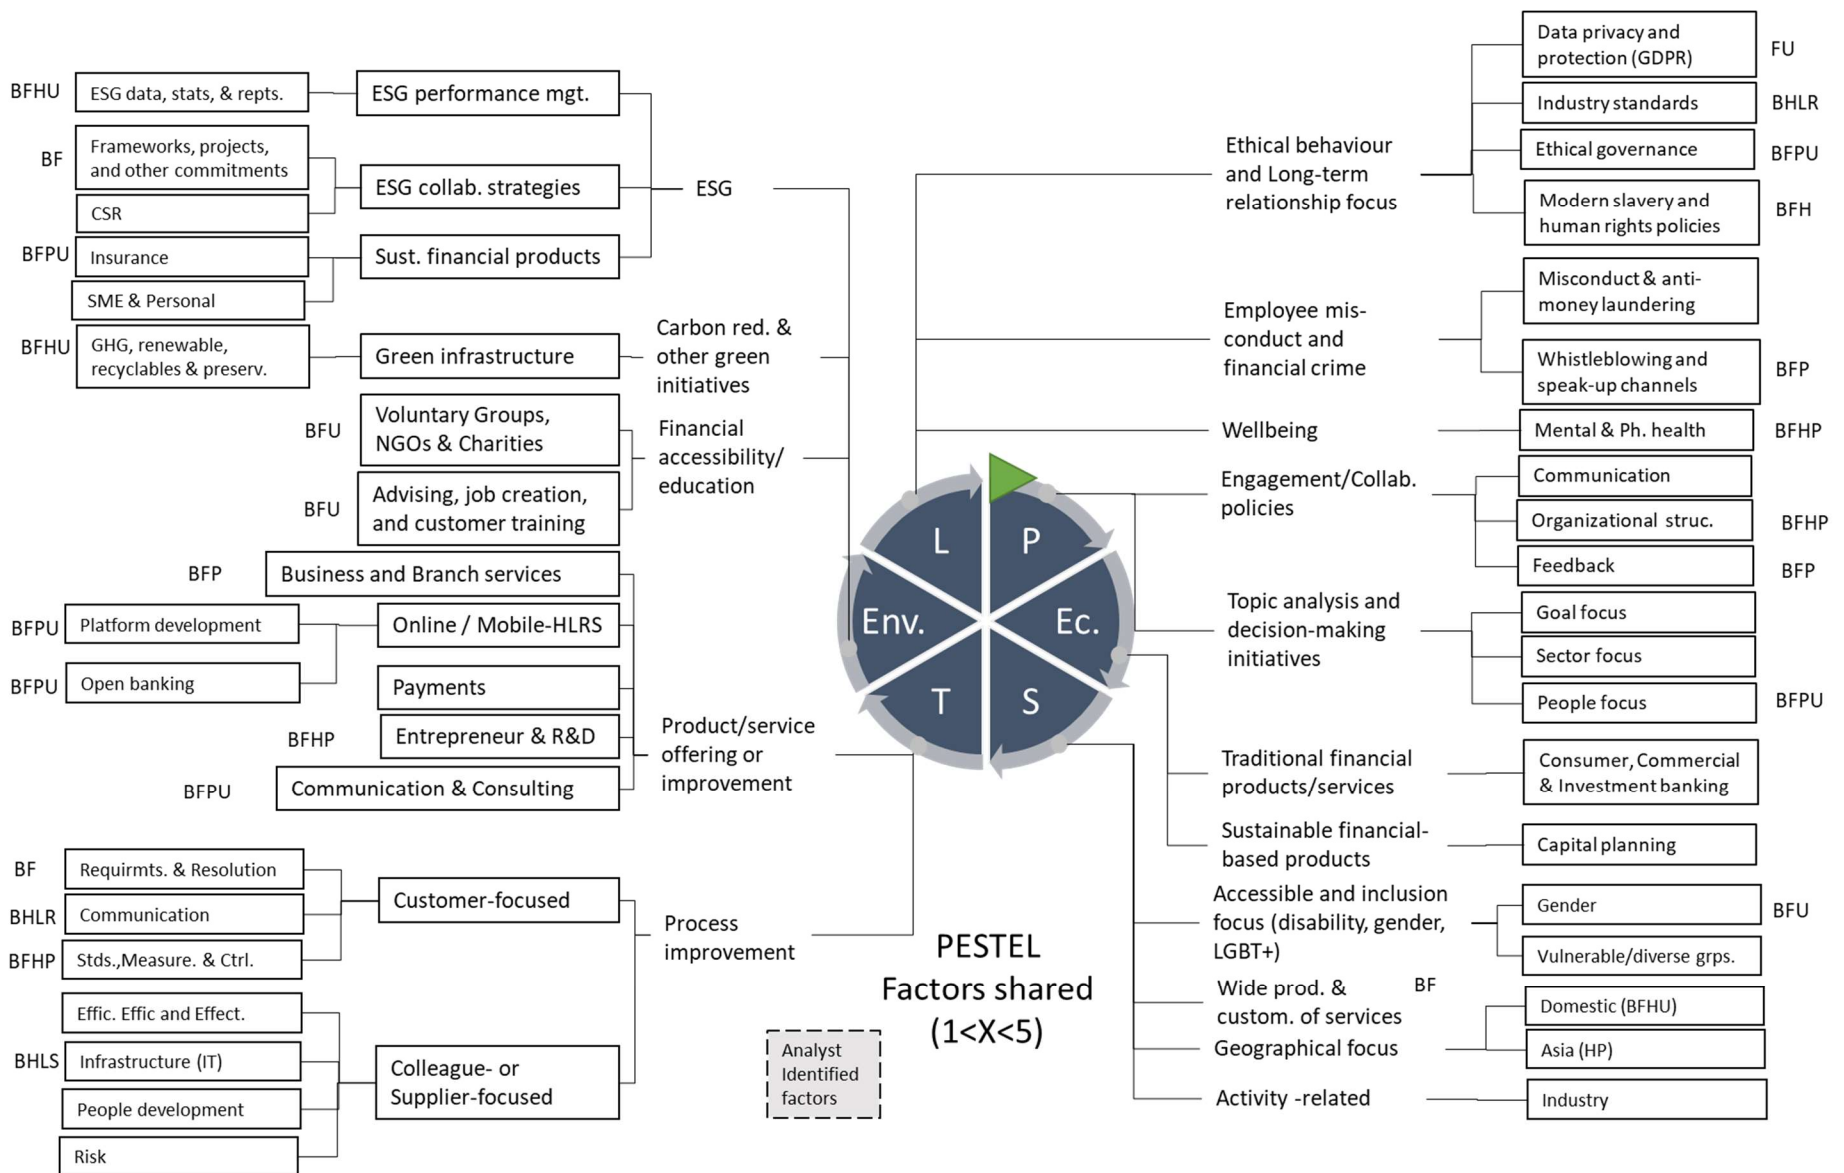 BFHU
ESG data, stats, & repts.
ESG performance mgt.
BF
Frameworks, projects,
and other commitments
CSR
ESG collab. strategies
BFPU
Insurance
SME & Personal
Sust. financial products
ESG
BFHU
GHG, renewable,
recyclables & preserv.
Green infrastructure
Carbon red. &
other green
initiatives
BFU
Voluntary Groups,
NGOs & Charities
BFU
Advising, job creation,
and customer training
Financial
accessibility/
education
BFP
Business and Branch services
BFPU
Platform development
Online / Mobile-HLRS
BFPU
Open banking
Payments
BFHP
Entrepreneur & R&D
BFPU
Communication & Consulting
Product/service
offering or
improvement
BF
Requirmts. & Resolution
BHLR
Communication
BFHP
Stds.,Measure. & Ctrl.
Customer-focused
Effic. Effic and Effect.
BHLS
Infrastructure (IT)
People development
Risk
Colleague- or
Supplier-focused
Process
improvement
L
P
Env.
Ec.
T
S
PESTEL
Factors shared
(1<X<5)
Analyst
Identified
factors
Ethical behaviour
and Long-term
relationship focus
Data privacy and
protection (GDPR)
FU
Industry standards
BHLR
Ethical governance
BFPU
Modern slavery and
human rights policies
BFH
Employee mis-
conduct and
financial crime
Misconduct & anti-
money laundering
Whistleblowing and
speak-up channels
BFP
Wellbeing
Mental & Ph. health
BFHP
Engagement/Collab.
policies
Communication
Organizational struc.
BFHP
Feedback
BFP
Topic analysis and
decision-making
initiatives
Goal focus
Sector focus
People focus
BFPU
Traditional financial
products/services
Consumer, Commercial
& Investment banking
Sustainable financial-
based products
Capital planning
Accessible and inclusion
focus (disability, gender,
LGBT+)
Gender
BFU
Vulnerable/diverse grps.
Wide prod. &
custom. of services
BF
Geographical focus
Domestic (BFHU)
Asia (HP)
Activity -related
Industry